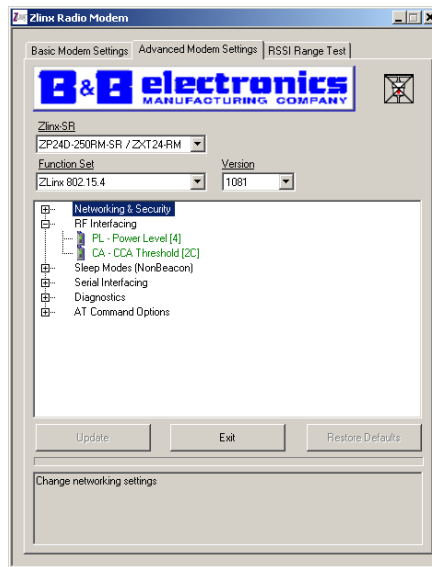 Zlinx Radio Modem
Basic Modem Settings Advanced Modem Settings RSSI Range Test
B&B electronics
MANUFACTURING COMPANY
Zlinx-SR
ZP24D-250RM-SR / ZXT24-RM
Function Set Version
ZLinx 802.15.4 1081
Networking & Security
RF Interfacing
PL - Power Level [4]
CA - CCA Threshold [2C]
Sleep Modes (NonBeacon)
Serial Interfacing
Diagnostics
AT Command Options
Update Exit Restore Defaults
Change networking settings